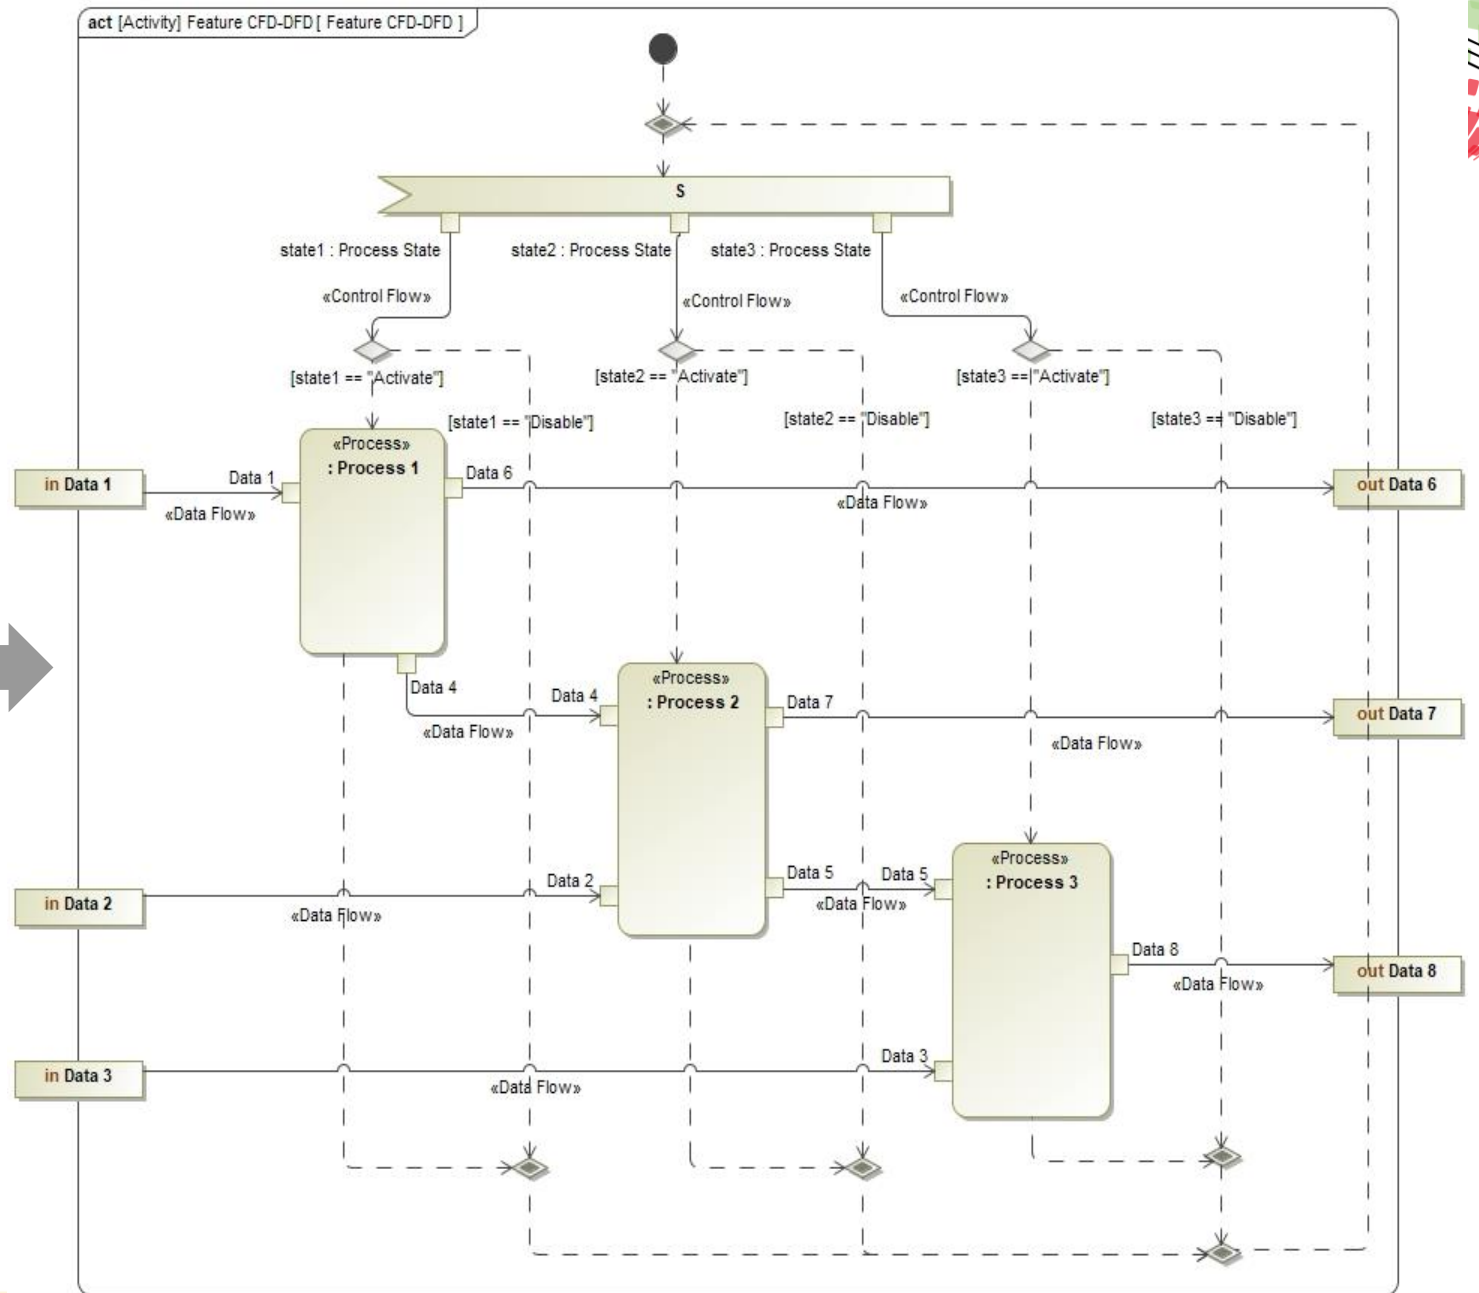 act [Activity] Feature CFD-DFD [ Feature CFD-DFD ]
S
state1 : Process State
state2 : Process State
state3 : Process State
«Control Flow»
«Control Flow»
«Control Flow»
[state1 == "Activate"]
[state2 == "Activate"]
[state3 == "Activate"]
[state1 == "Disable"]
[state2 == "Disable"]
[state3 == "Disable"]
«Process»
: Process 1
in Data 1
Data 1
Data 6
out Data 6
«Data Flow»
«Data Flow»
«Process»
: Process 2
Data 4
Data 4
Data 7
out Data 7
«Data Flow»
«Data Flow»
«Process»
: Process 3
in Data 2
Data 2
Data 5
Data 5
«Data Flow»
«Data Flow»
Data 8
out Data 8
«Data Flow»
in Data 3
Data 3
«Data Flow»